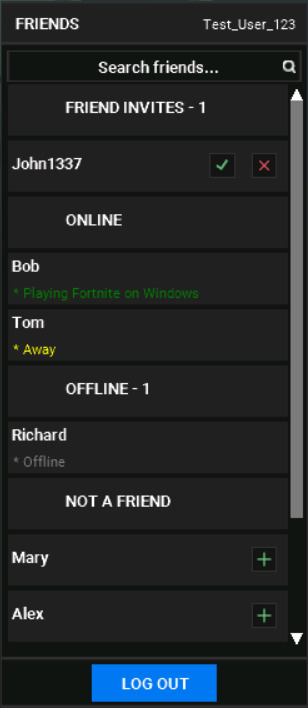 FRIENDS Test_User_123
Search friends...
FRIEND INVITES - 1
John1337
ONLINE
Bob
* Playing Fortnite on Windows
Tom
* Away
OFFLINE - 1
Richard
* Offline
NOT A FRIEND
Mary
Alex
LOG OUT